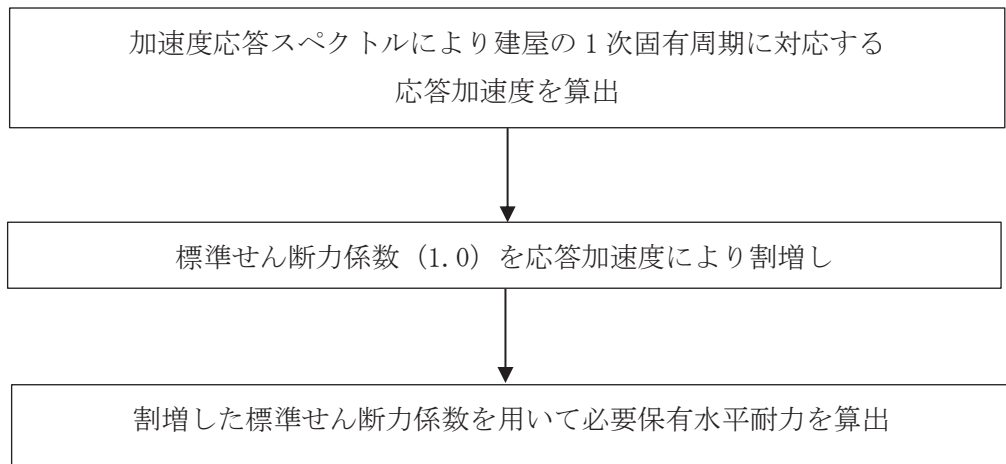 加速度応答スペクトルにより建屋の1次固有周期に対応する
応答加速度を算出
標準せん断力係数（1.0）を応答加速度により割増し
割増した標準せん断力係数を用いて必要保有水平耐力を算出